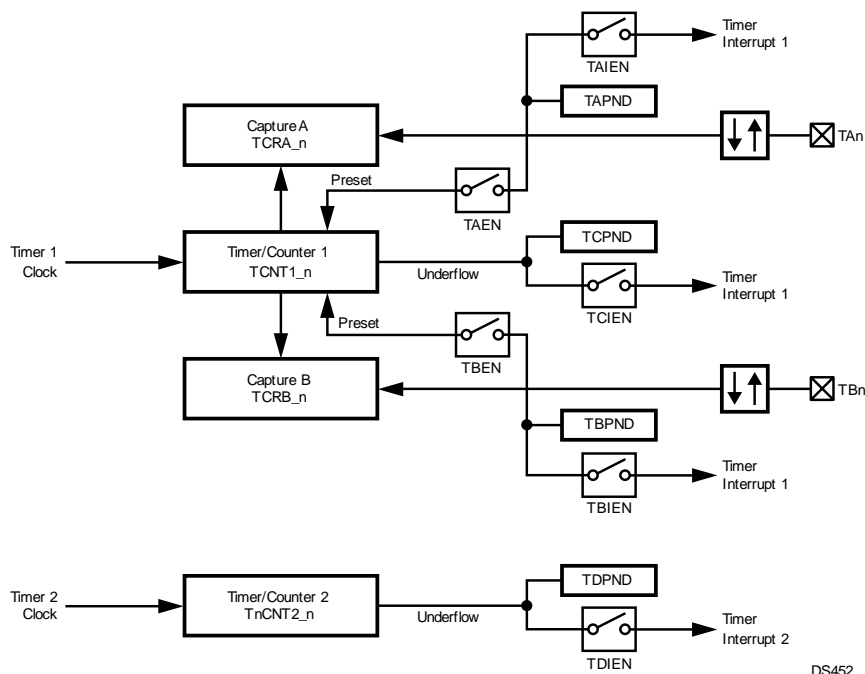 Timer
Interrupt 1
TAIEN
TAPND
Capture A
TCRA_n
TAn
Preset
TAEN
Timer 1
Clock
Timer/Counter 1
TCNT1_n
Underflow
TCPND
Timer
Interrupt 1
TCIEN
Preset
TBEN
Capture B
TCRB_n
TBn
TBPND
Timer
Interrupt 1
TBIEN
Timer 2
Clock
Timer/Counter 2
TnCNT2_n
Underflow
TDPND
Timer
Interrupt 2
TDIEN
DS452